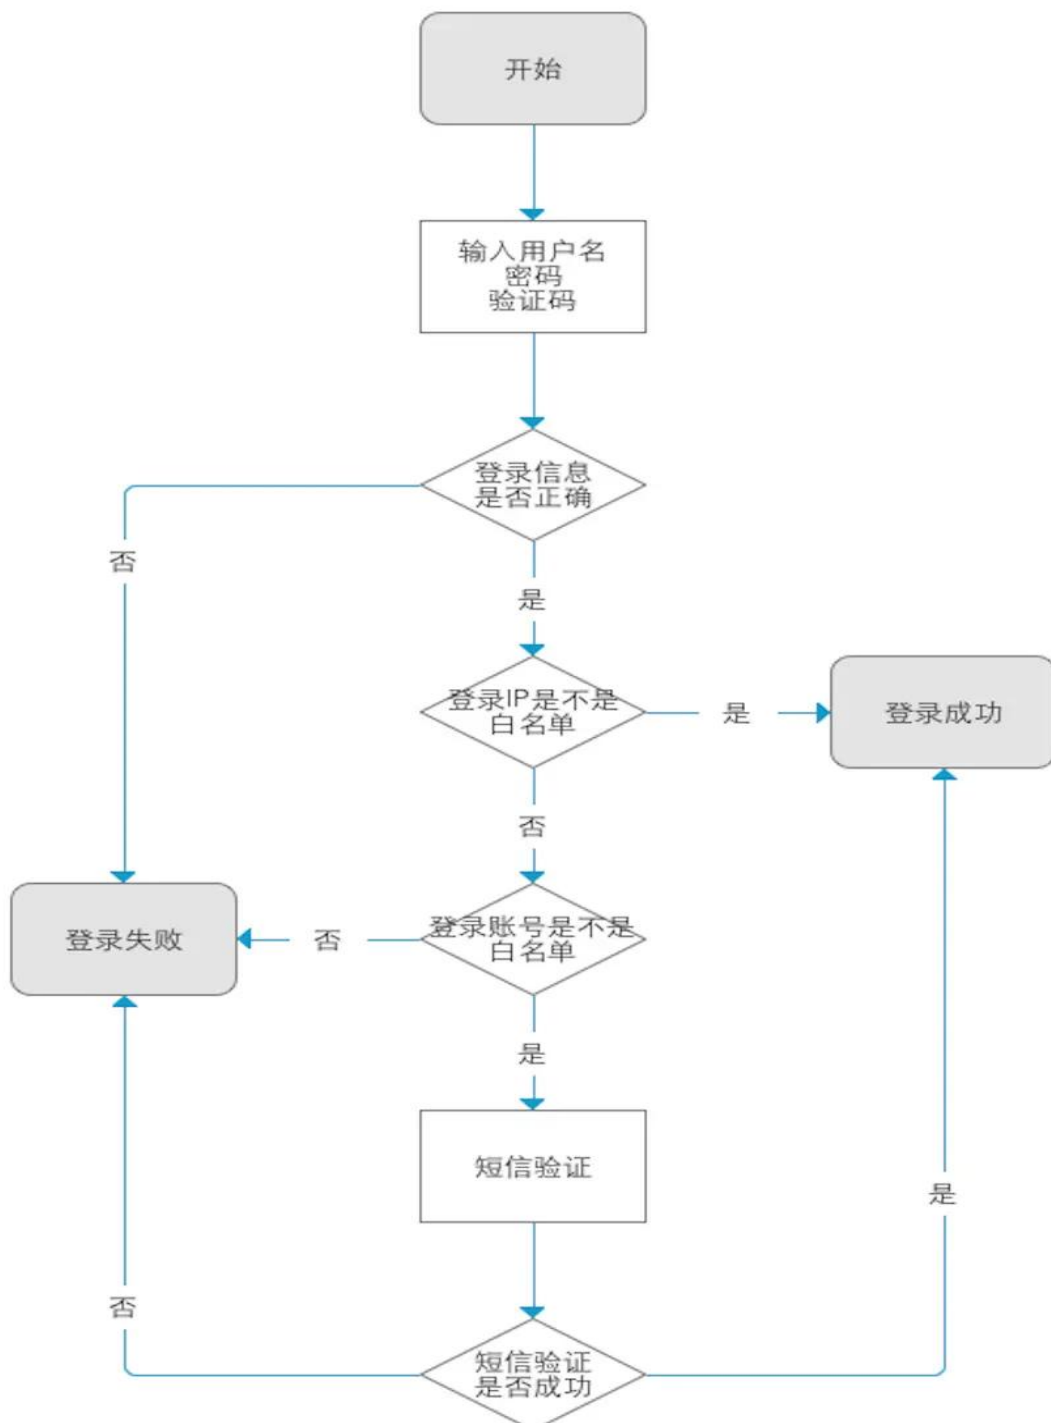 开始
输入用户名
密码
验证码
登录信息
是否正确
否
是
登录IP是不是
白名单
是
登录成功
否
登录失败
否
登录账号是不是
白名单
是
短信验证
是
否
短信验证
是否成功